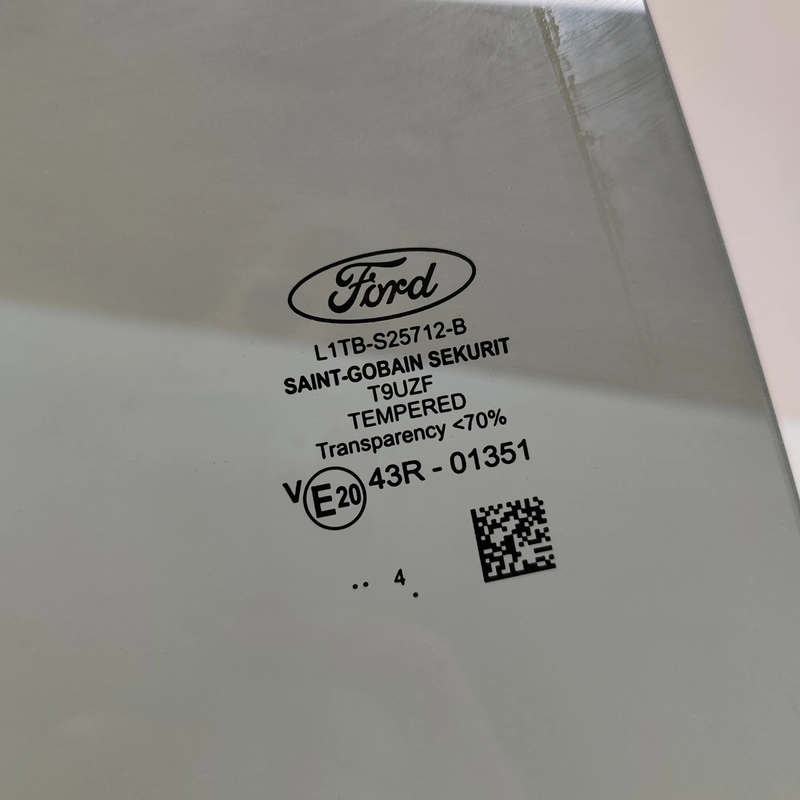 Ford
L1TB-S25712-B
SAINT-GOBAIN SEKURIT
T9UZF
TEMPERED
Transparency <70%
V E20 43R - 01351
.. 4 .